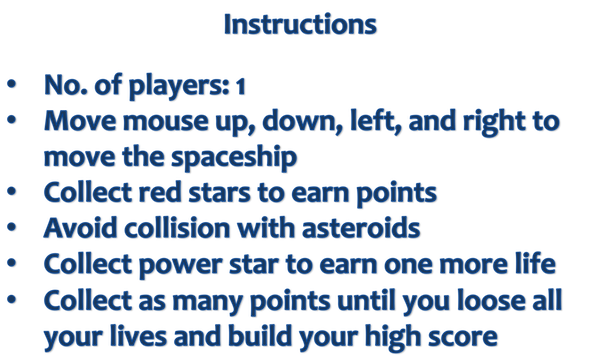 Instructions
• No. of players: 1
• Move mouse up, down, left, and right to
move the spaceship
• Collect red stars to earn points
• Avoid collision with asteroids
• Collect power star to earn one more life
• Collect as many points until you loose all
your lives and build your high score